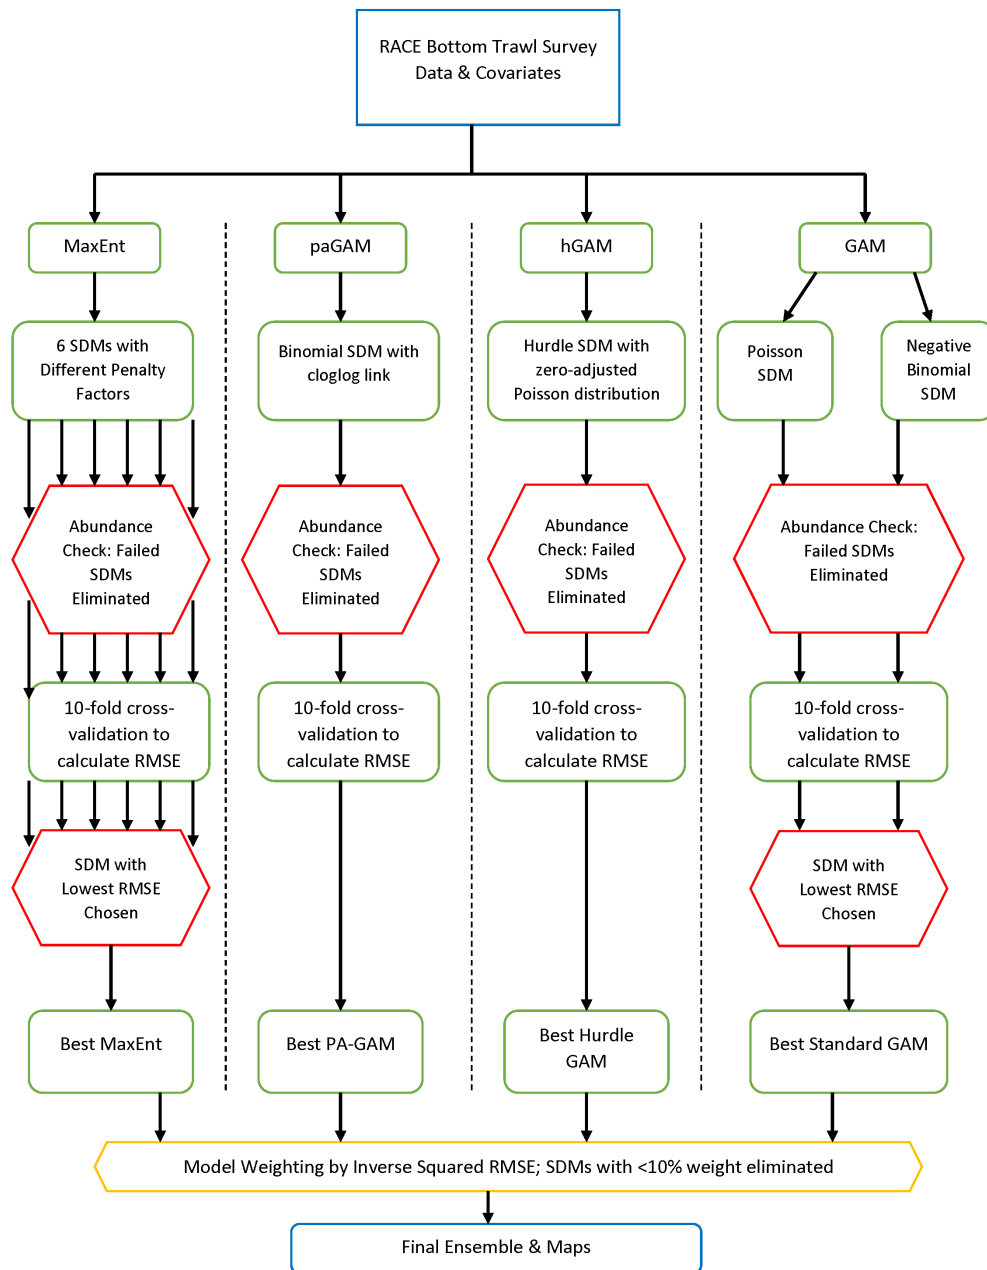 RACE Bottom Trawl Survey
Data & Covariates
MaxEnt
paGAM
hGAM
GAM
6 SDMs with
Different Penalty
Factors
Binomial SDM with
cloglog link
Hurdle SDM with
zero-adjusted
Poisson distribution
Poisson
SDM
Negative
Binomial
SDM
Abundance
Check: Failed
SDMs
Eliminated
Abundance
Check: Failed
SDMs
Eliminated
Abundance
Check: Failed
SDMs
Eliminated
Abundance Check:
Failed SDMs
Eliminated
10-fold cross-
validation to
calculate RMSE
10-fold cross-
validation to
calculate RMSE
10-fold cross-
validation to
calculate RMSE
10-fold cross-
validation to
calculate RMSE
SDM with
Lowest RMSE
Chosen
SDM with
Lowest RMSE
Chosen
Best MaxEnt
Best PA-GAM
Best Hurdle
GAM
Best Standard GAM
Model Weighting by Inverse Squared RMSE; SDMs with <10% weight eliminated
Final Ensemble & Maps